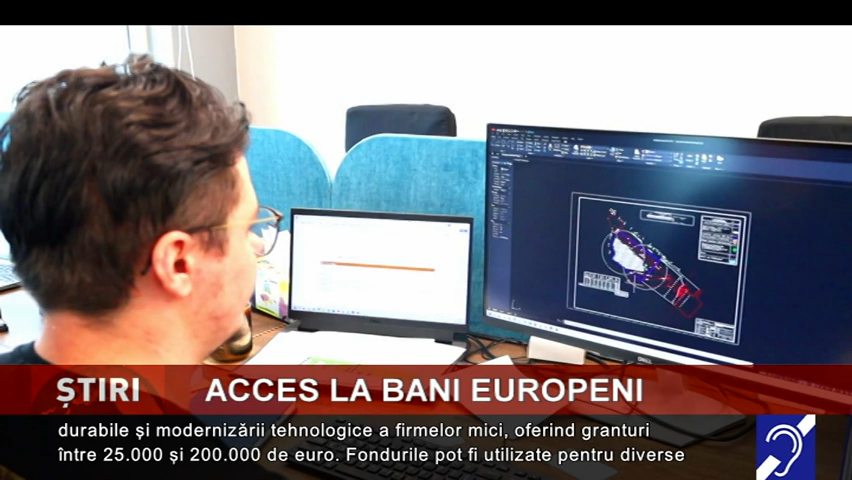 ȘTIRI
ACCES LA BANI EUROPENI
durabile și modernizării tehnologice a firmelor mici, oferind granturi
între 25.000 și 200.000 de euro. Fondurile pot fi utilizate pentru diverse
DELL